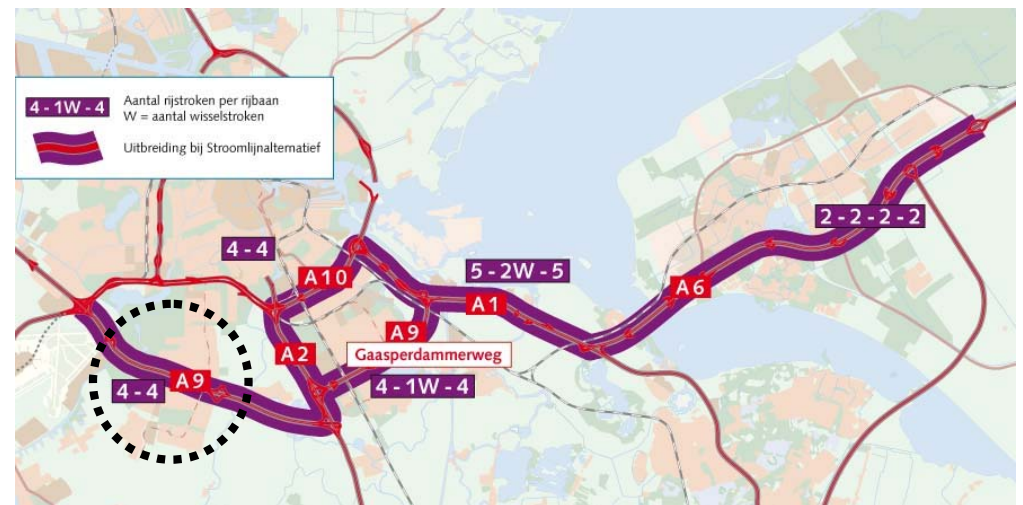 4 - 1W - 4
Aantal rijstroken per rijbaan
W = aantal wisselstroken
Uitbreiding bij Stroomlijnalternatief
2 - 2 - 2 - 2
4 - 4
5 - 2W - 5
A10
A6
A1
A9
Gaasperdammerweg
A2
A9
4 - 4
4 - 1W - 4